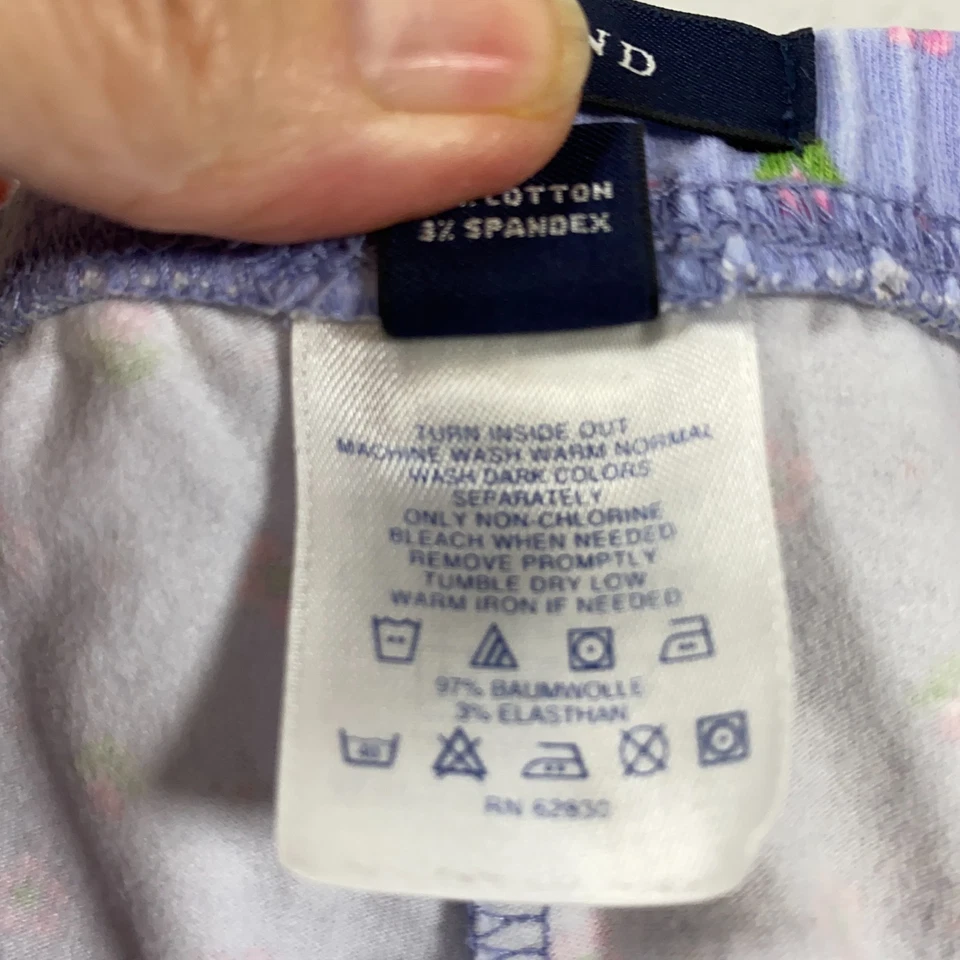 ND
COTTON
3% SPANDEX
TURN INSIDE OUT
MACHINE WASH WARM NORMAL
WASH DARK COLORS
SEPARATELY
ONLY NON-CHLORINE
BLEACH WHEN NEEDED
REMOVE PROMPTLY
TUMBLE DRY LOW
WARM IRON IF NEEDED
97% BAUMWOLLE
3% ELASTHAN
40
RN 62830